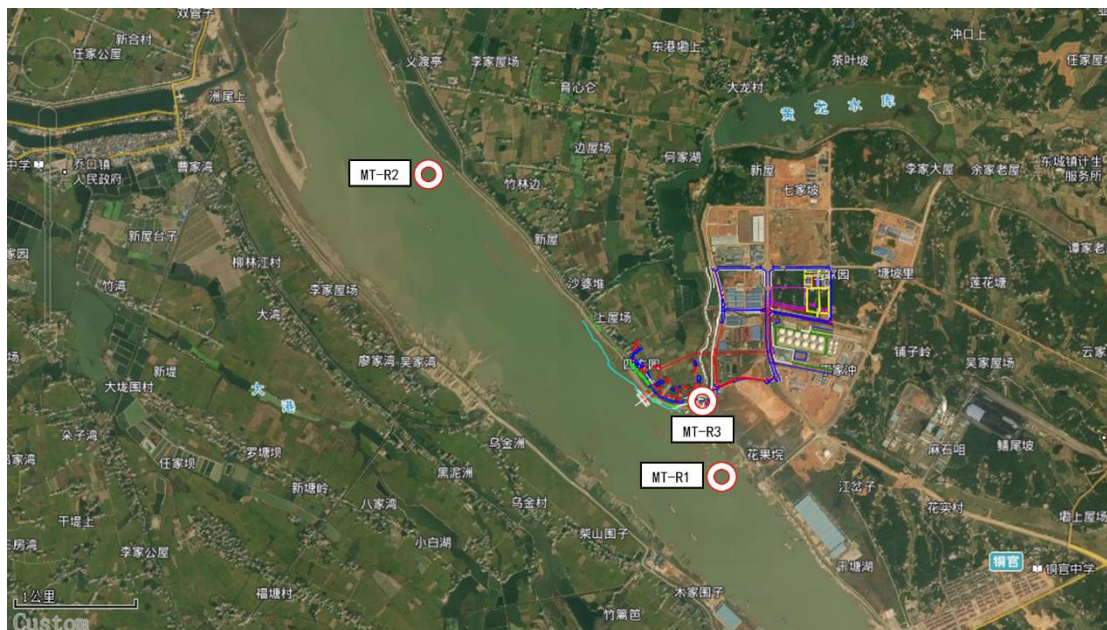 双官子
新合村
任家公屋
洲尾上
义渡亭
李家屋场
育心仑
东港坳上
大龙村
茶叶坡
冲口上
任家屋
黄龙水库
中学
乔口镇
人民政府
曹家湾
MT-R2
边屋场
何家湖
竹林边
新屋
七家坡
李家大屋
余家老屋
东城镇计生
服务所
新屋台子
柳林江村
新屋
谭家老
家园
竹湾
李家屋场
沙婆堆
家园
塘坡里
莲花塘
大湾
上屋场
场
新堤
廖家湾
吴家湾
铺子岭
吴家屋场
云家
家冲
大垅围村
大港
MT-R3
朵子湾
乌金洲
花果垸
麻石咀
鳝尾坡
罗塘坝
黑泥洲
任家坝
MT-R1
新塘岭
江岔子
八家湾
乌金村
花实村
干堤上
柴山围子
坳上屋场
小白湖
李家公屋
房湾
铜官
铜官中学
福塘村
木家围子
竹篱笆
1公里
Custom